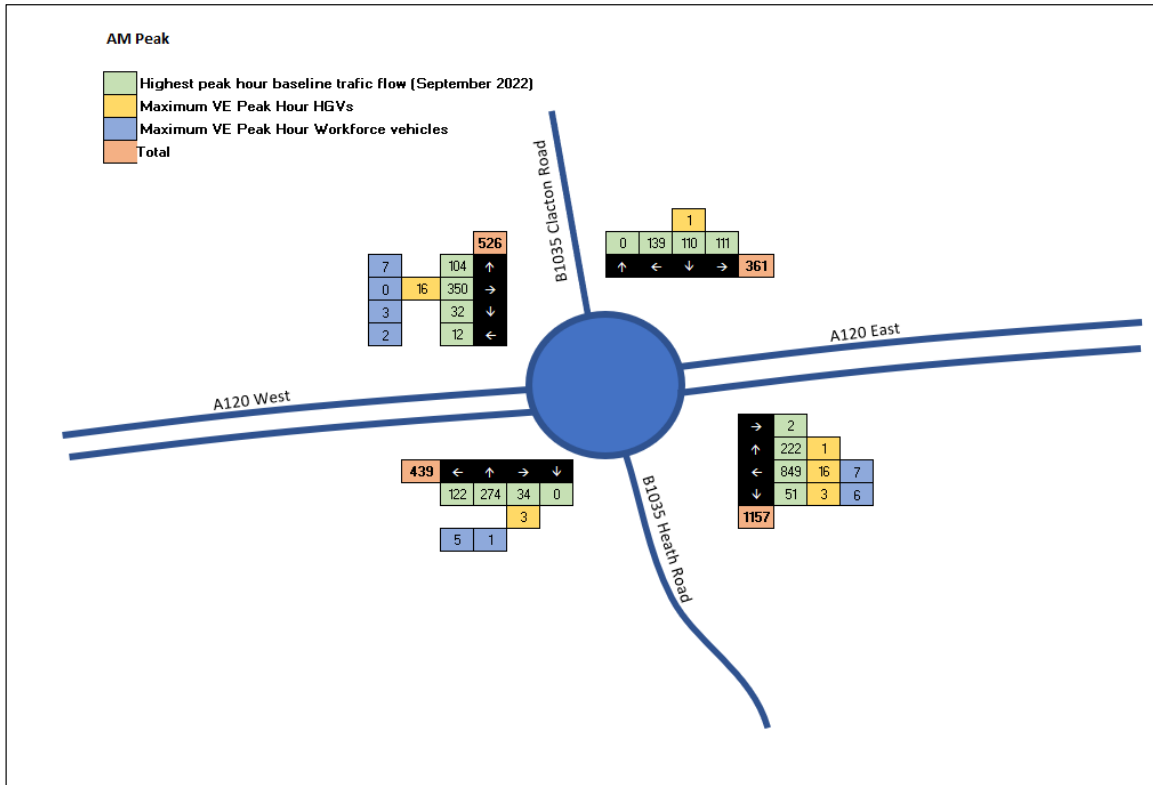 AM Peak
Highest peak hour baseline trafic flow (September 2022)
Maximum VE Peak Hour HGVs
Maximum VE Peak Hour Workforce vehicles
Total
B1035 Clacton Road
1
0 139 110 111
↑ ← ↓ → 361
526
7 104 ↑
0 16 350 →
3 32 ↓
2 12 ←
A120 East
A120 West
→ 2
↑ 222 1
← 849 16 7
↓ 51 3 6
1157
439 ← ↑ → ↓
122 274 34 0
3
5 1
B1035 Heath Road